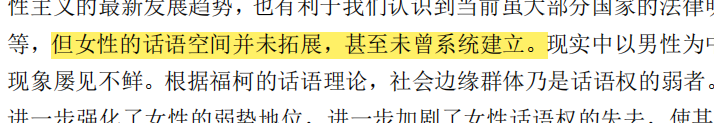 性主义的最新发展趋势，也有利于我们认识到当前虽大部分国家的法律明
等，但女性的话语空间并未拓展，甚至未曾系统建立。现实中以男性为中
现象屡见不鲜。根据福柯的话语理论，社会边缘群体乃是话语权的弱者。
进一步强化了女性的弱势地位，进一步加剧了女性话语权的失去，使其